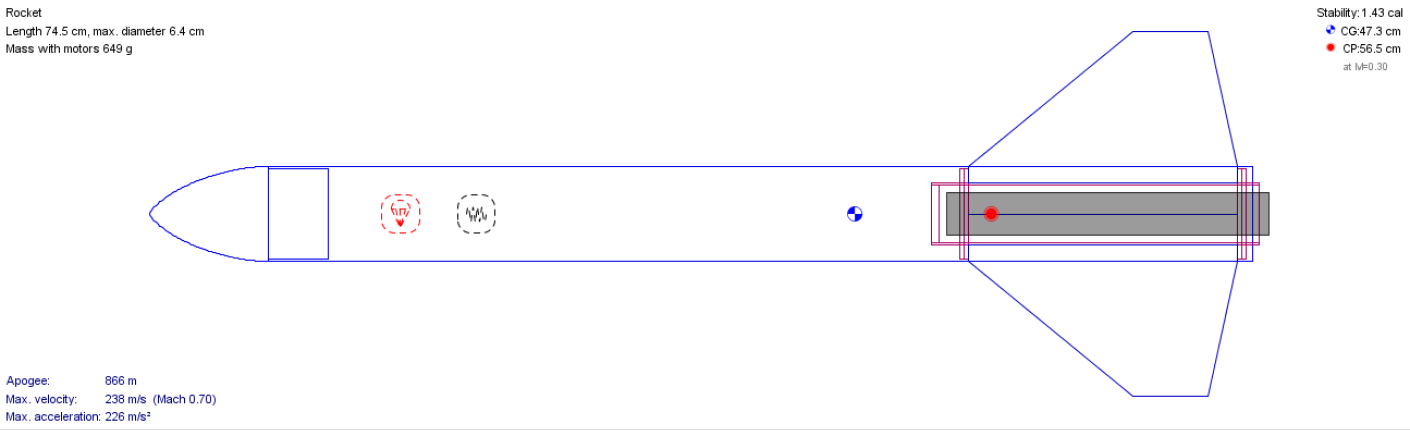 Rocket
Length 74.5 cm, max. diameter 6.4 cm
Mass with motors 649 g
Stability: 1.43 cal
CG:47.3 cm
CP:56.5 cm
at M=0.30
Apogee: 866 m
Max. velocity: 238 m/s (Mach 0.70)
Max. acceleration: 226 m/s²